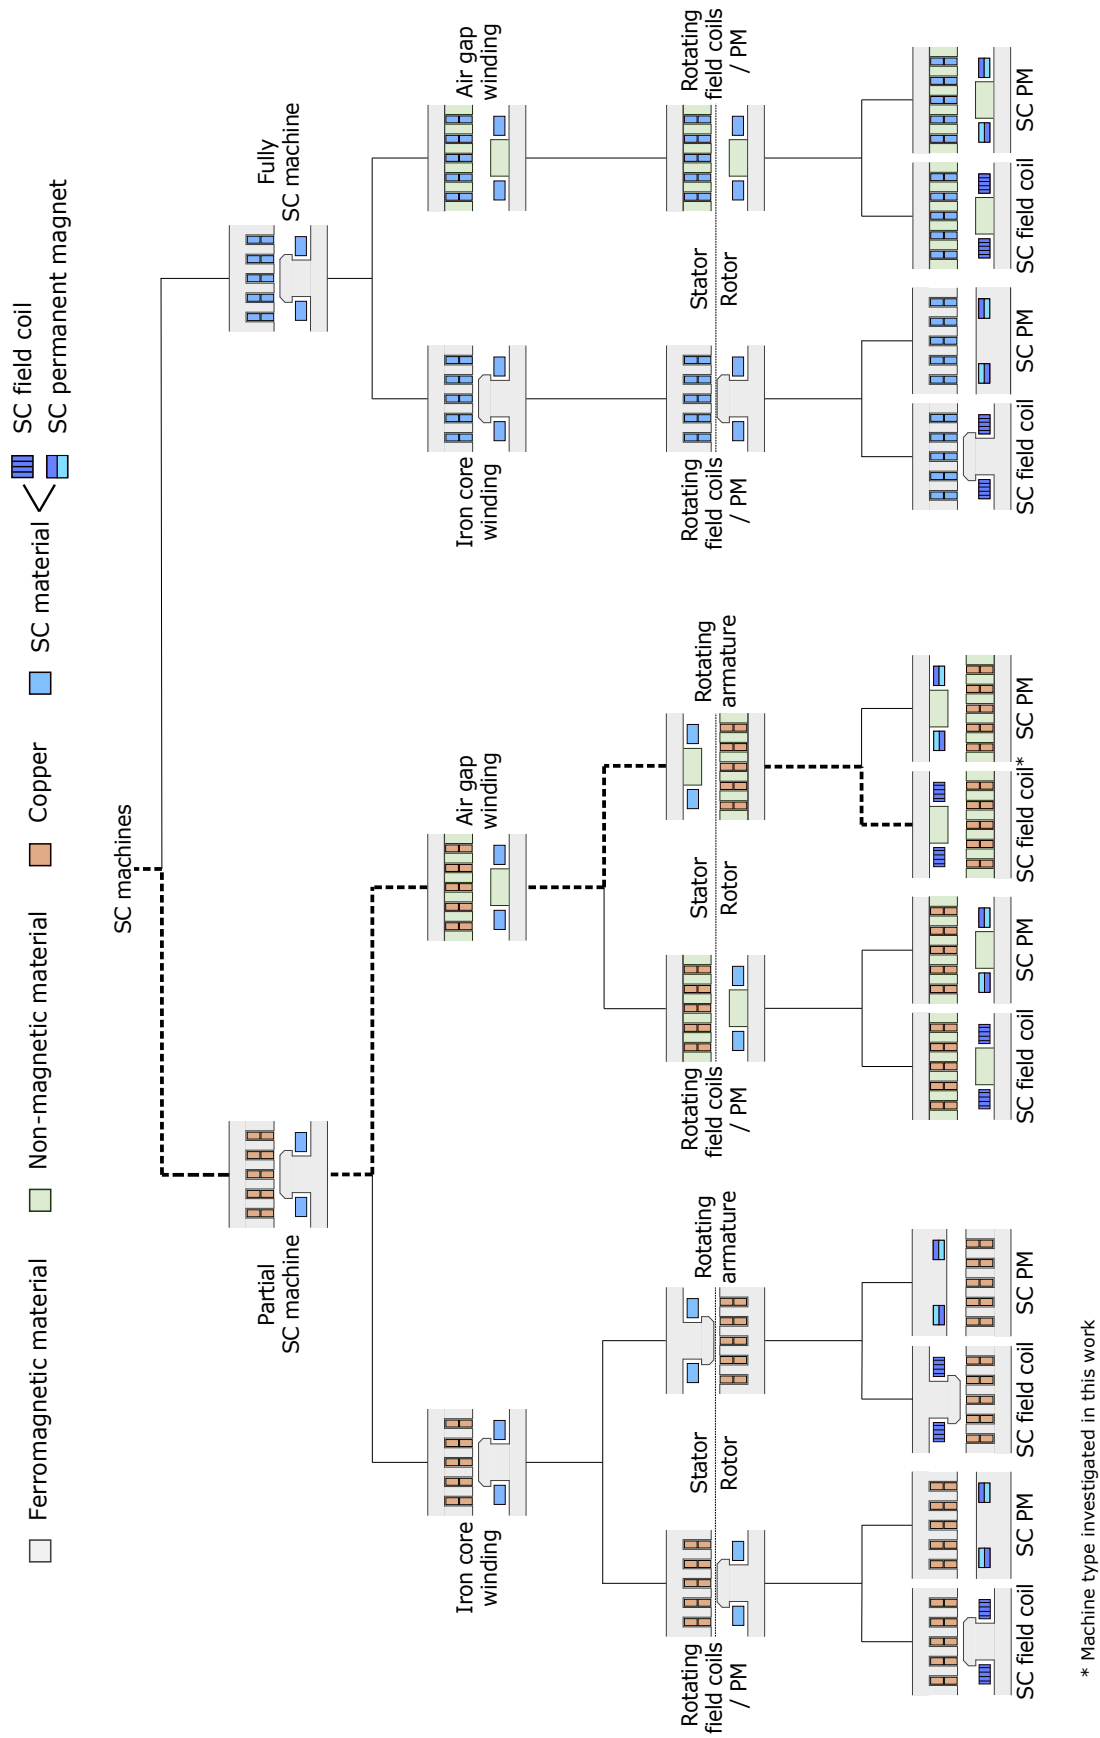 Ferromagnetic material
Non-magnetic material
Copper
SC material
SC field coil
SC permanent magnet
SC machines
Partial
SC machine
Fully
SC machine
Iron core
winding
Air gap
winding
Iron core
winding
Air gap
winding
Rotating
field coils
/ PM
Stator
Rotor
Rotating
armature
Rotating
field coils
/ PM
Stator
Rotor
Rotating
armature
Rotating
field coils
/ PM
Stator
Rotor
Rotating
field coils
/ PM
SC field coil
SC PM
SC field coil
SC PM
SC field coil
SC PM
SC field coil*
SC PM
SC field coil
SC PM
SC field coil
SC PM
* Machine type investigated in this work